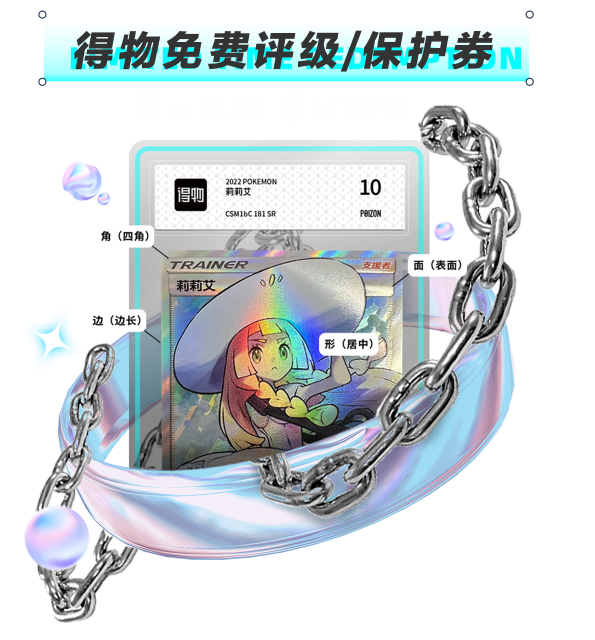 得物免费评级/保护券
得物
2022 POKEMON
莉莉艾
CSM1bC 181 SR
10
POIZON
角（四角）
面（表面）
TRAINER
支援者
莉莉艾
边（边长）
形（居中）